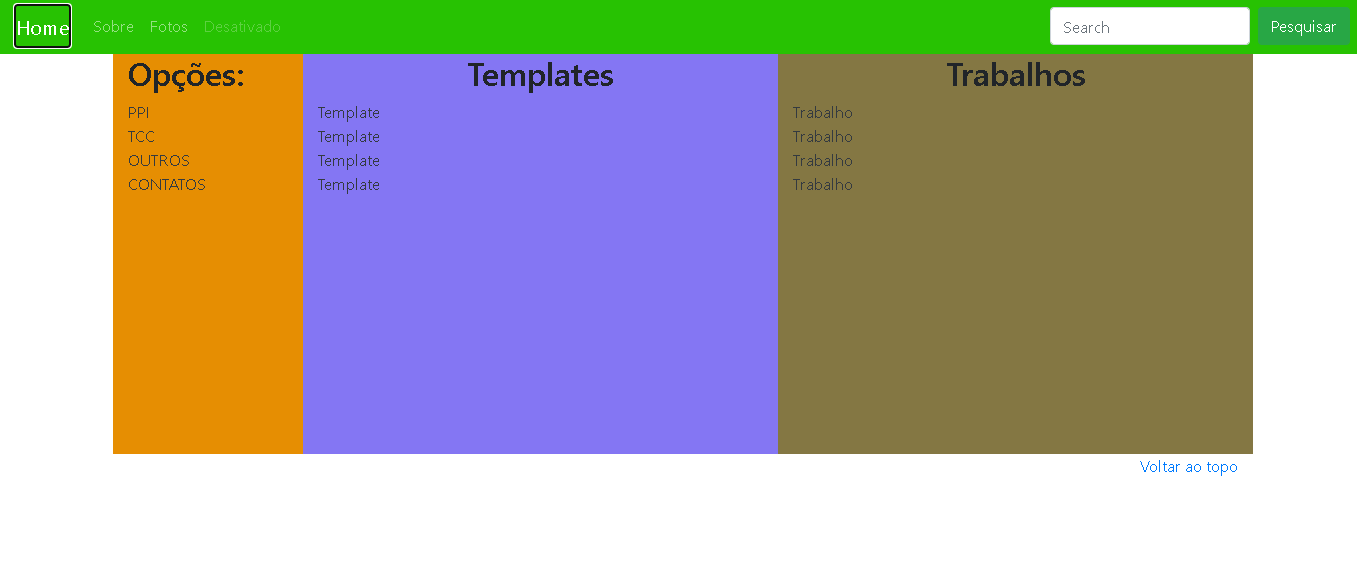 Home Sobre Fotos Desativado Search Pesquisar
Opções:
PPI
TCC
OUTROS
CONTATOS
Templates
Template
Template
Template
Template
Trabalhos
Trabalho
Trabalho
Trabalho
Trabalho
Voltar ao topo